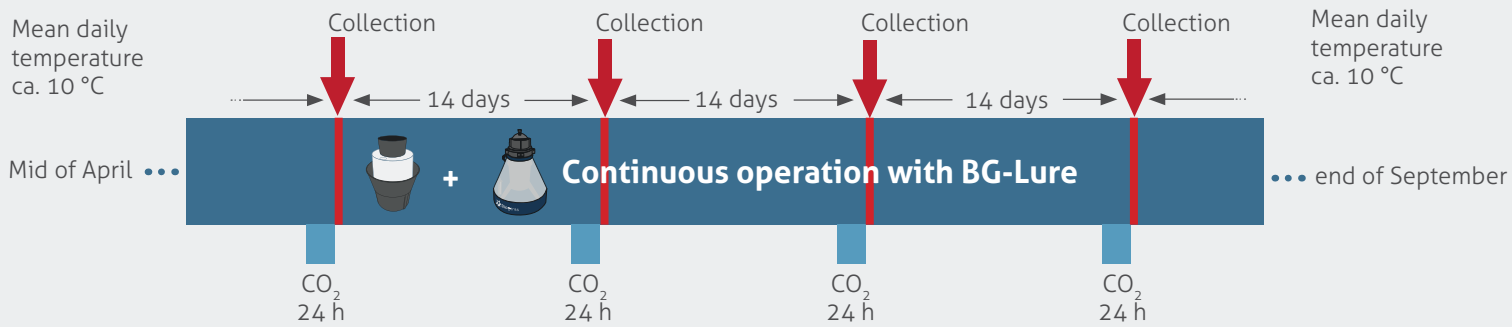 Mean daily
temperature
ca. 10 °C
Collection
Collection
Collection
Collection
Mean daily
temperature
ca. 10 °C
14 days
14 days
14 days
Mid of April
+
Continuous operation with BG-Lure
end of September
CO₂
24 h
CO₂
24 h
CO₂
24 h
CO₂
24 h